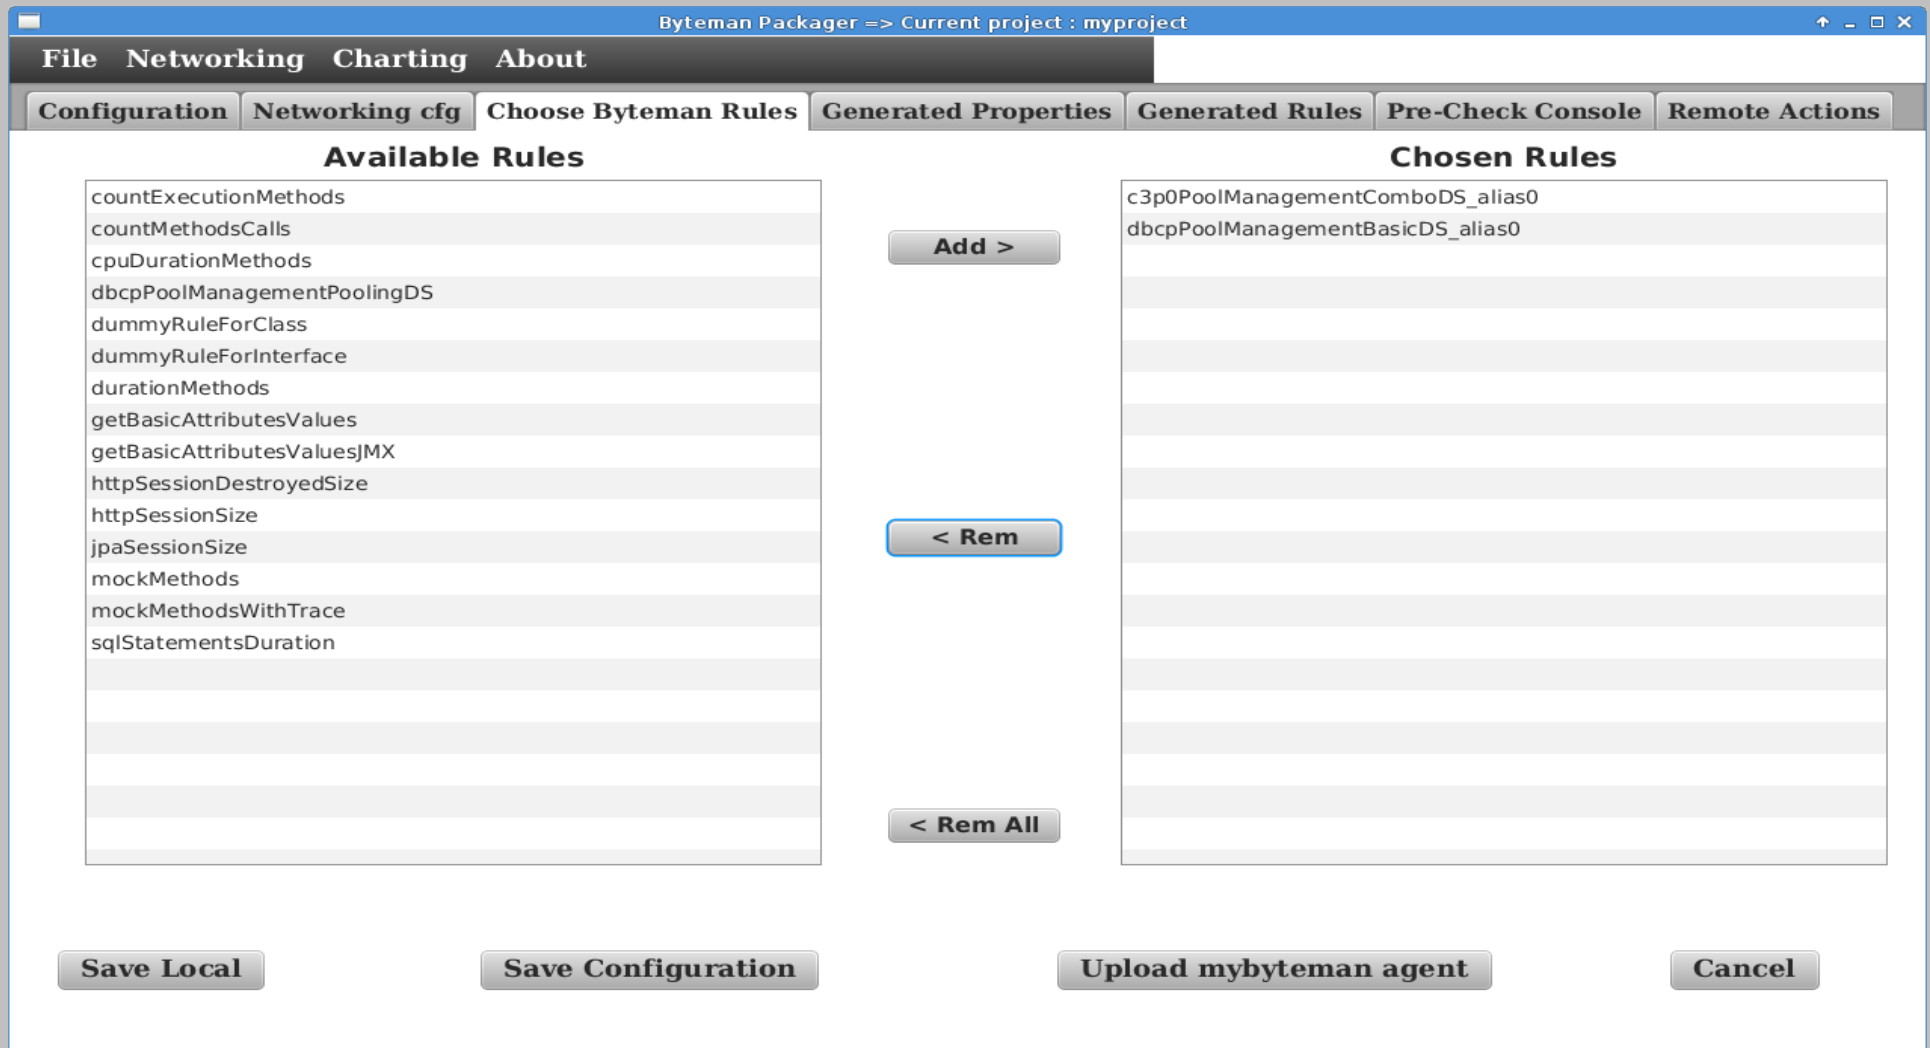 Byteman Packager => Current project : myproject
File Networking Charting About
Configuration Networking cfg Choose Byteman Rules Generated Properties Generated Rules Pre-Check Console Remote Actions
Available Rules
countExecutionMethods
countMethodsCalls
cpuDurationMethods
dbcpPoolManagementPoolingDS
dummyRuleForClass
dummyRuleForInterface
durationMethods
getBasicAttributesValues
getBasicAttributesValuesJMX
httpSessionDestroyedSize
httpSessionSize
jpaSessionSize
mockMethods
mockMethodsWithTrace
sqlStatementsDuration
Add >
< Rem
< Rem All
Chosen Rules
c3p0PoolManagementComboDS_alias0
dbcpPoolManagementBasicDS_alias0
Save Local Save Configuration Upload mybyteman agent Cancel